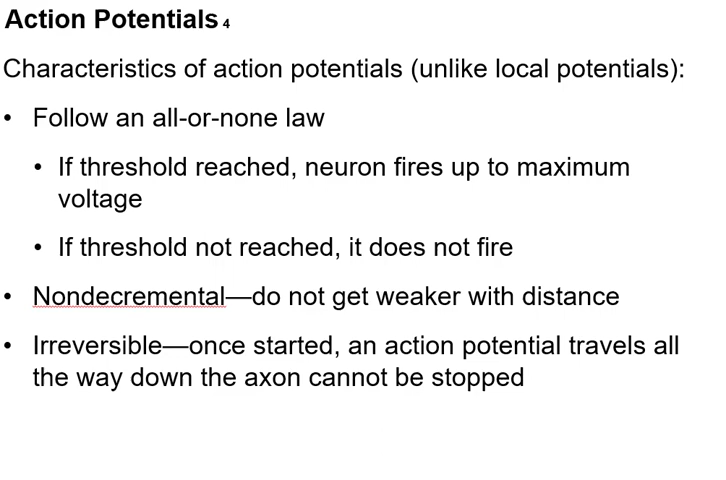 Action Potentials 4
Characteristics of action potentials (unlike local potentials):
• Follow an all-or-none law
• If threshold reached, neuron fires up to maximum
voltage
• If threshold not reached, it does not fire
• Nondecremental—do not get weaker with distance
• Irreversible—once started, an action potential travels all
the way down the axon cannot be stopped